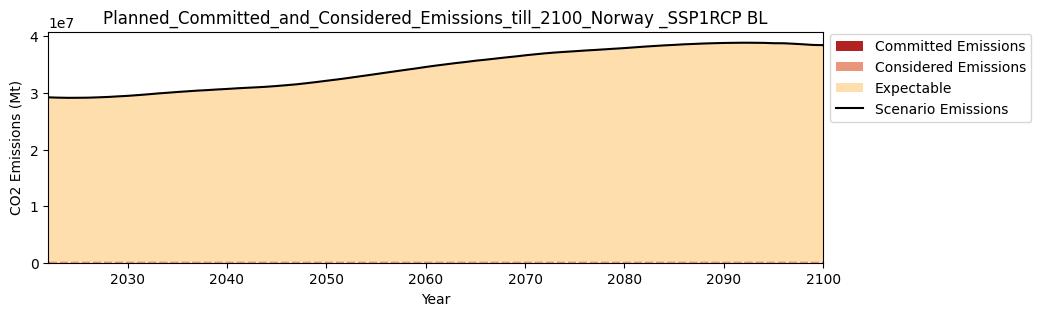 Planned_Committed_and_Considered_Emissions_till_2100_Norway _SSP1RCP BL
1e7
4
3
2
1
0
CO2 Emissions (Mt)
2030 2040 2050 2060 2070 2080 2090 2100
Year
Committed Emissions
Considered Emissions
Expectable
Scenario Emissions